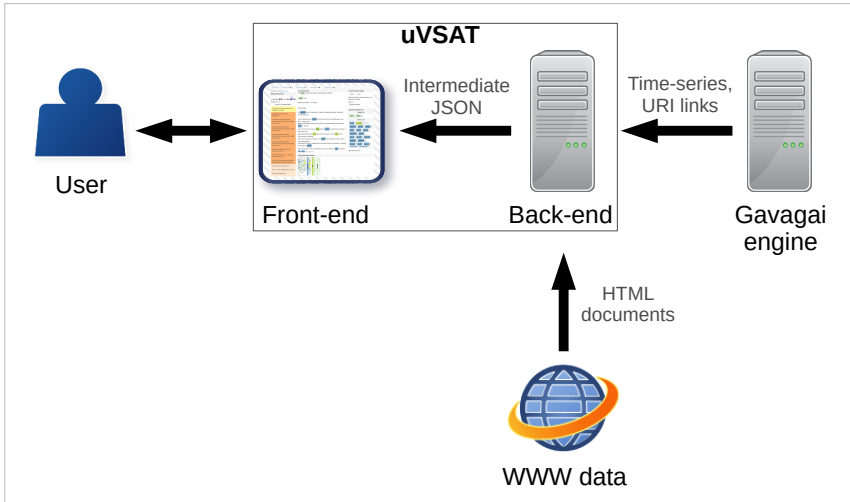 uVSAT
Intermediate
JSON
Time-series,
URI links
User
Front-end
Back-end
Gavagai
engine
HTML
documents
WWW data